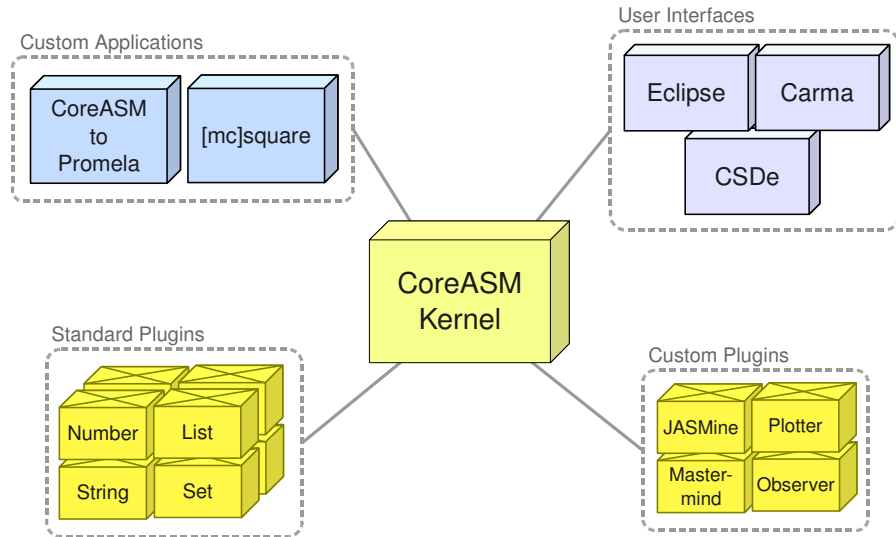 Custom Applications
CoreASM
to
Promela
[mc]square
User Interfaces
Eclipse
Carma
CSDe
CoreASM
Kernel
Standard Plugins
Number
List
String
Set
Custom Plugins
JASMine
Plotter
Master-
mind
Observer